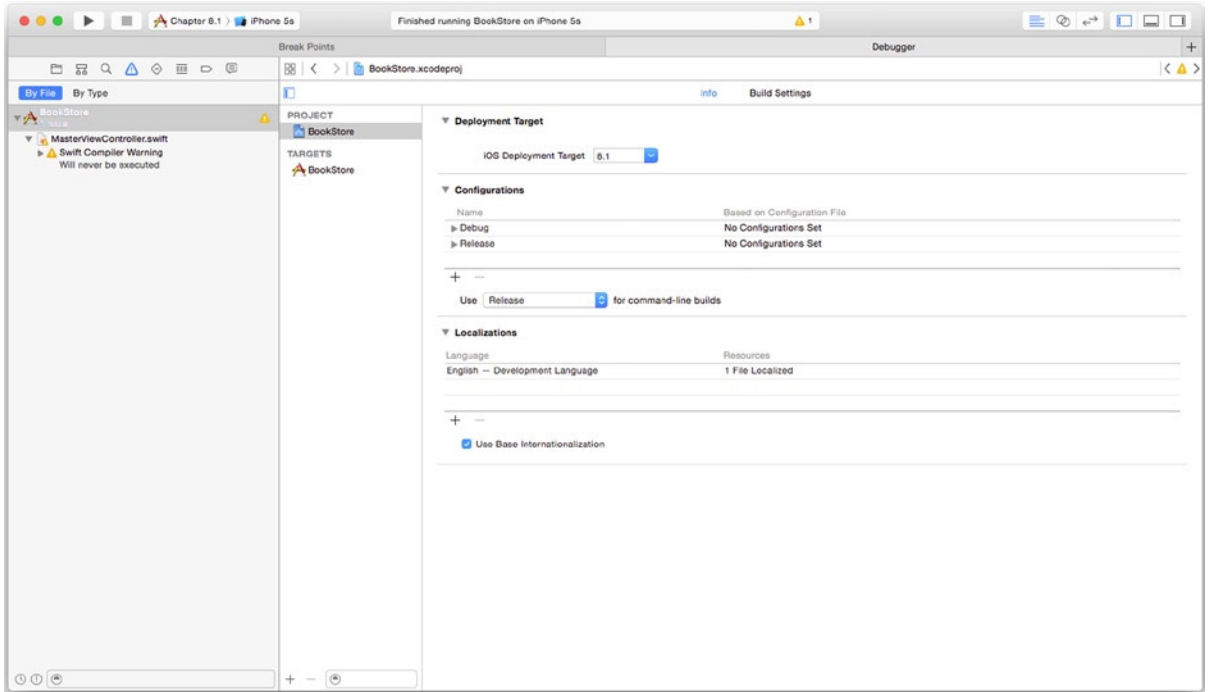 Chapter 8.1 〉 iPhone 5s
Finished running BookStore on iPhone 5s
1
Break Points
Debugger
BookStore.xcodeproj
By File
By Type
Info
Build Settings
BookStore
MasterViewController.swift
Swift Compiler Warning
Will never be executed
PROJECT
BookStore
TARGETS
BookStore
Deployment Target
iOS Deployment Target 8.1
Configurations
Name Based on Configuration File
Debug No Configurations Set
Release No Configurations Set
Use Release for command-line builds
Localizations
Language Resources
English — Development Language 1 File Localized
Use Base Internationalization